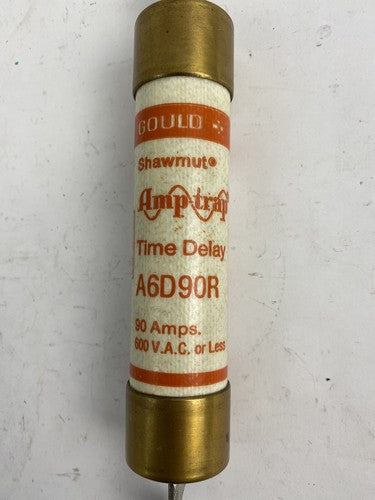 GOULD
Shawmut®
Amp-trap
Time Delay
A6D90R
90 Amps.
600 V.A.C. or Less